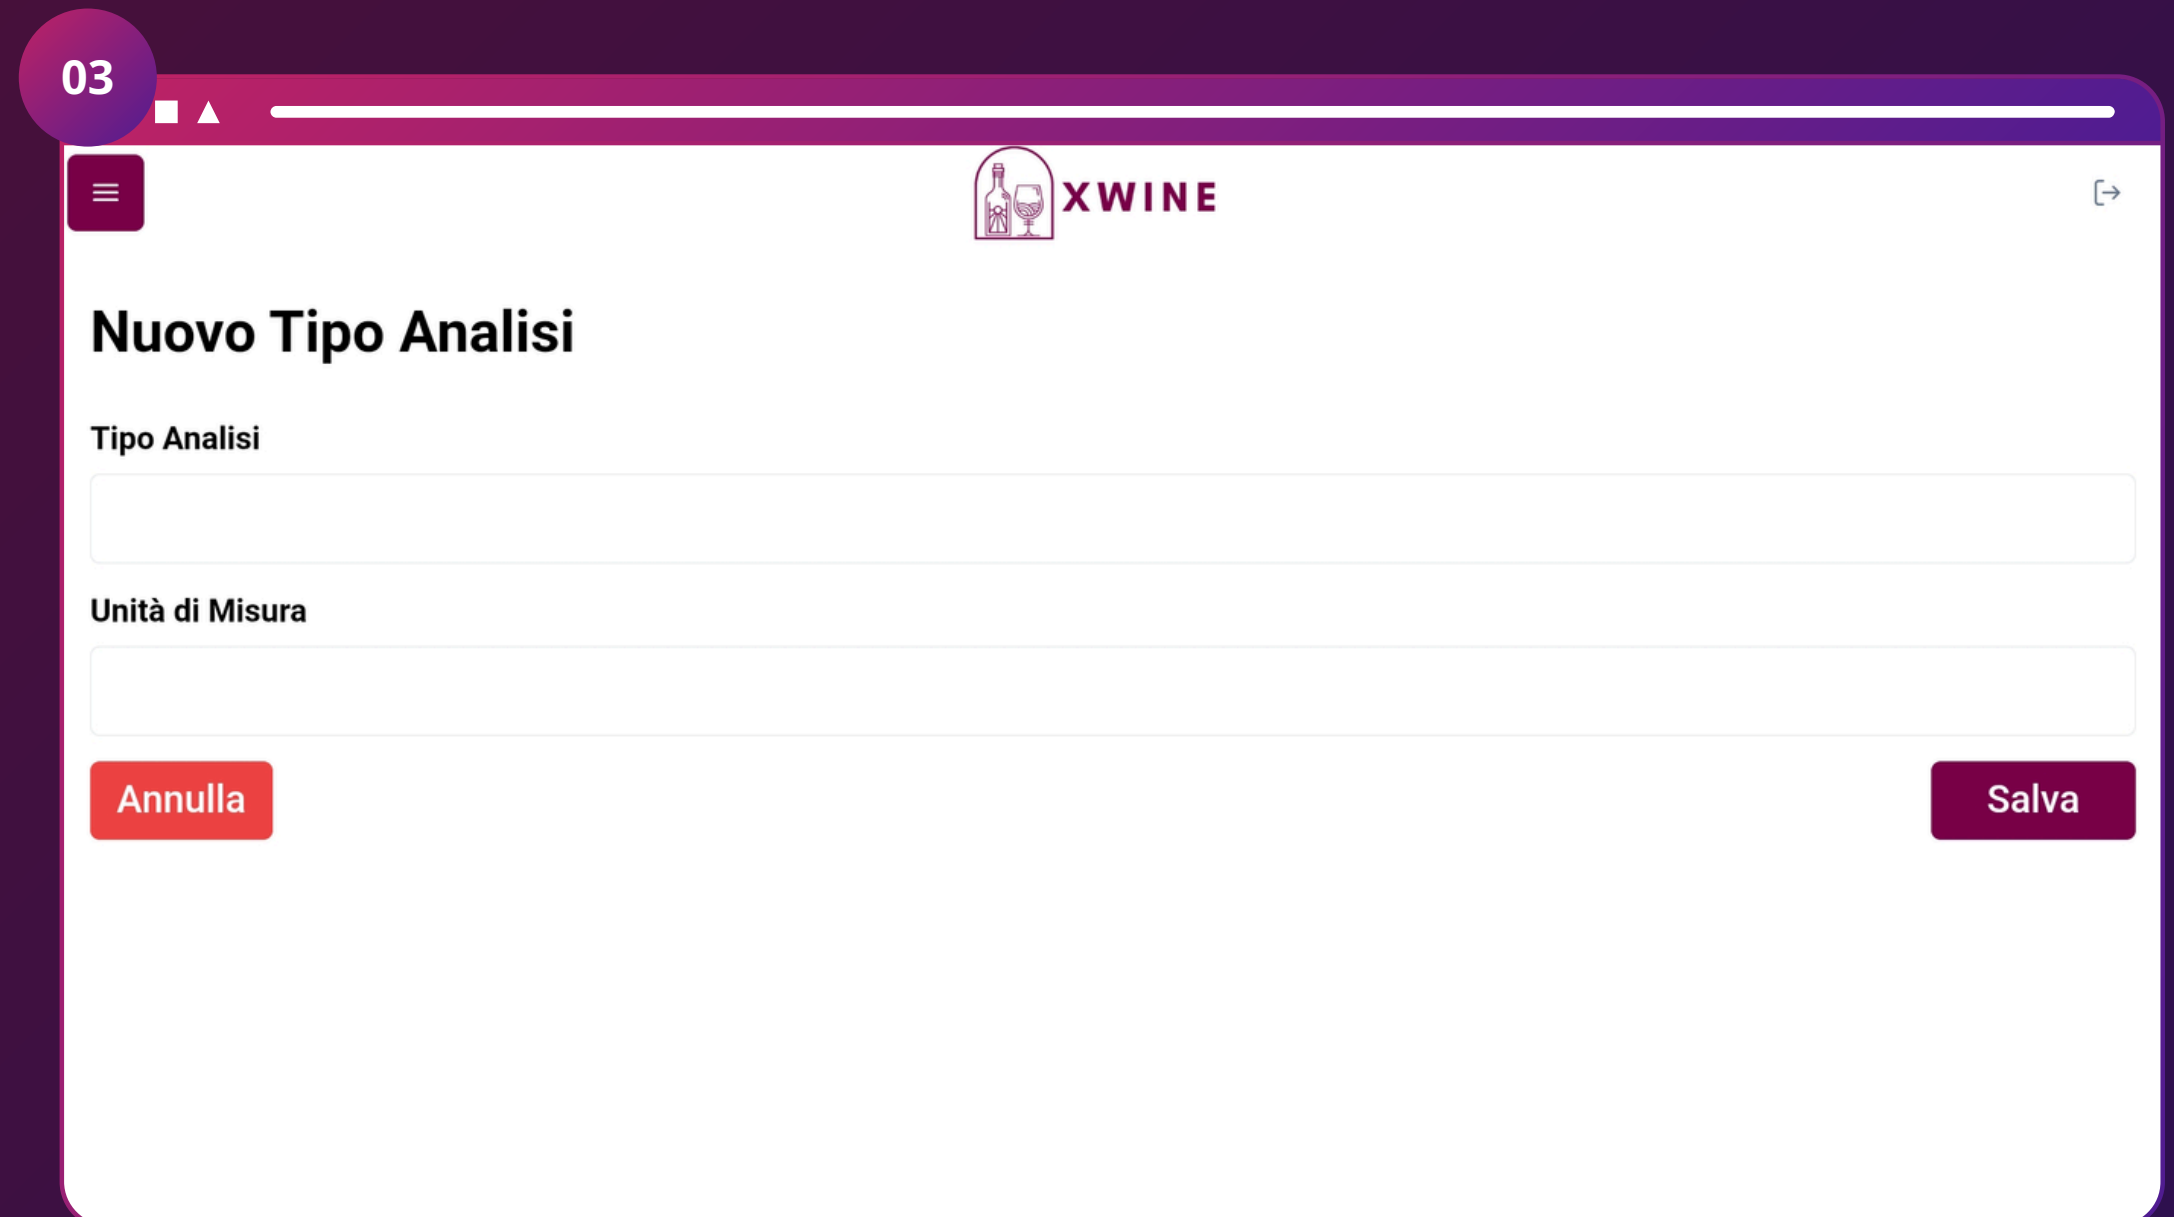 03
XWINE
Nuovo Tipo Analisi
Tipo Analisi
Unità di Misura
Annulla
Salva